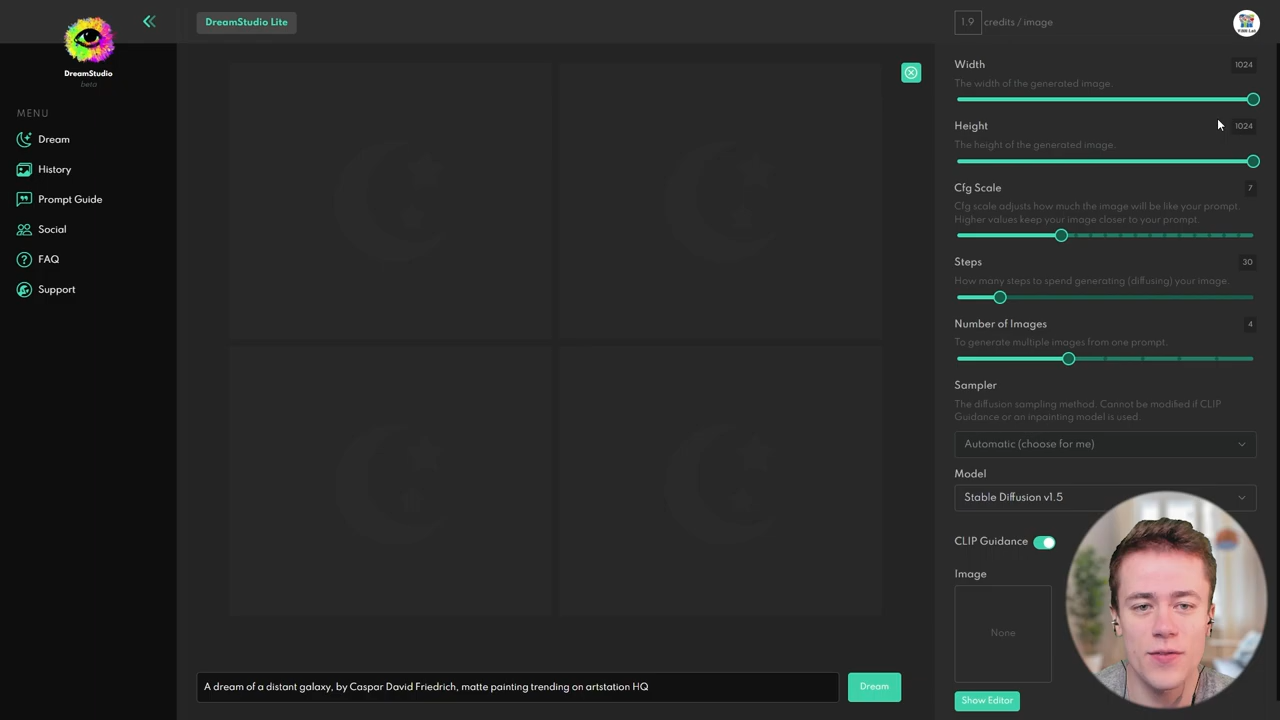 DreamStudio
beta
MENU
Dream
History
Prompt Guide
Social
FAQ
Support
DreamStudio Lite
A dream of a distant galaxy, by Caspar David Friedrich, matte painting trending on artstation HQ
Dream
1.9 credits / image
Width 1024
The width of the generated image.
Height 1024
The height of the generated image.
Cfg Scale 7
Cfg scale adjusts how much the image will be like your prompt.
Higher values keep your image closer to your prompt.
Steps 30
How many steps to spend generating (diffusing) your image.
Number of Images 4
To generate multiple images from one prompt.
Sampler
The diffusion sampling method. Cannot be modified if CLIP
Guidance or an inpainting model is used.
Automatic (choose for me)
Model
Stable Diffusion v1.5
CLIP Guidance
Image
None
Show Editor